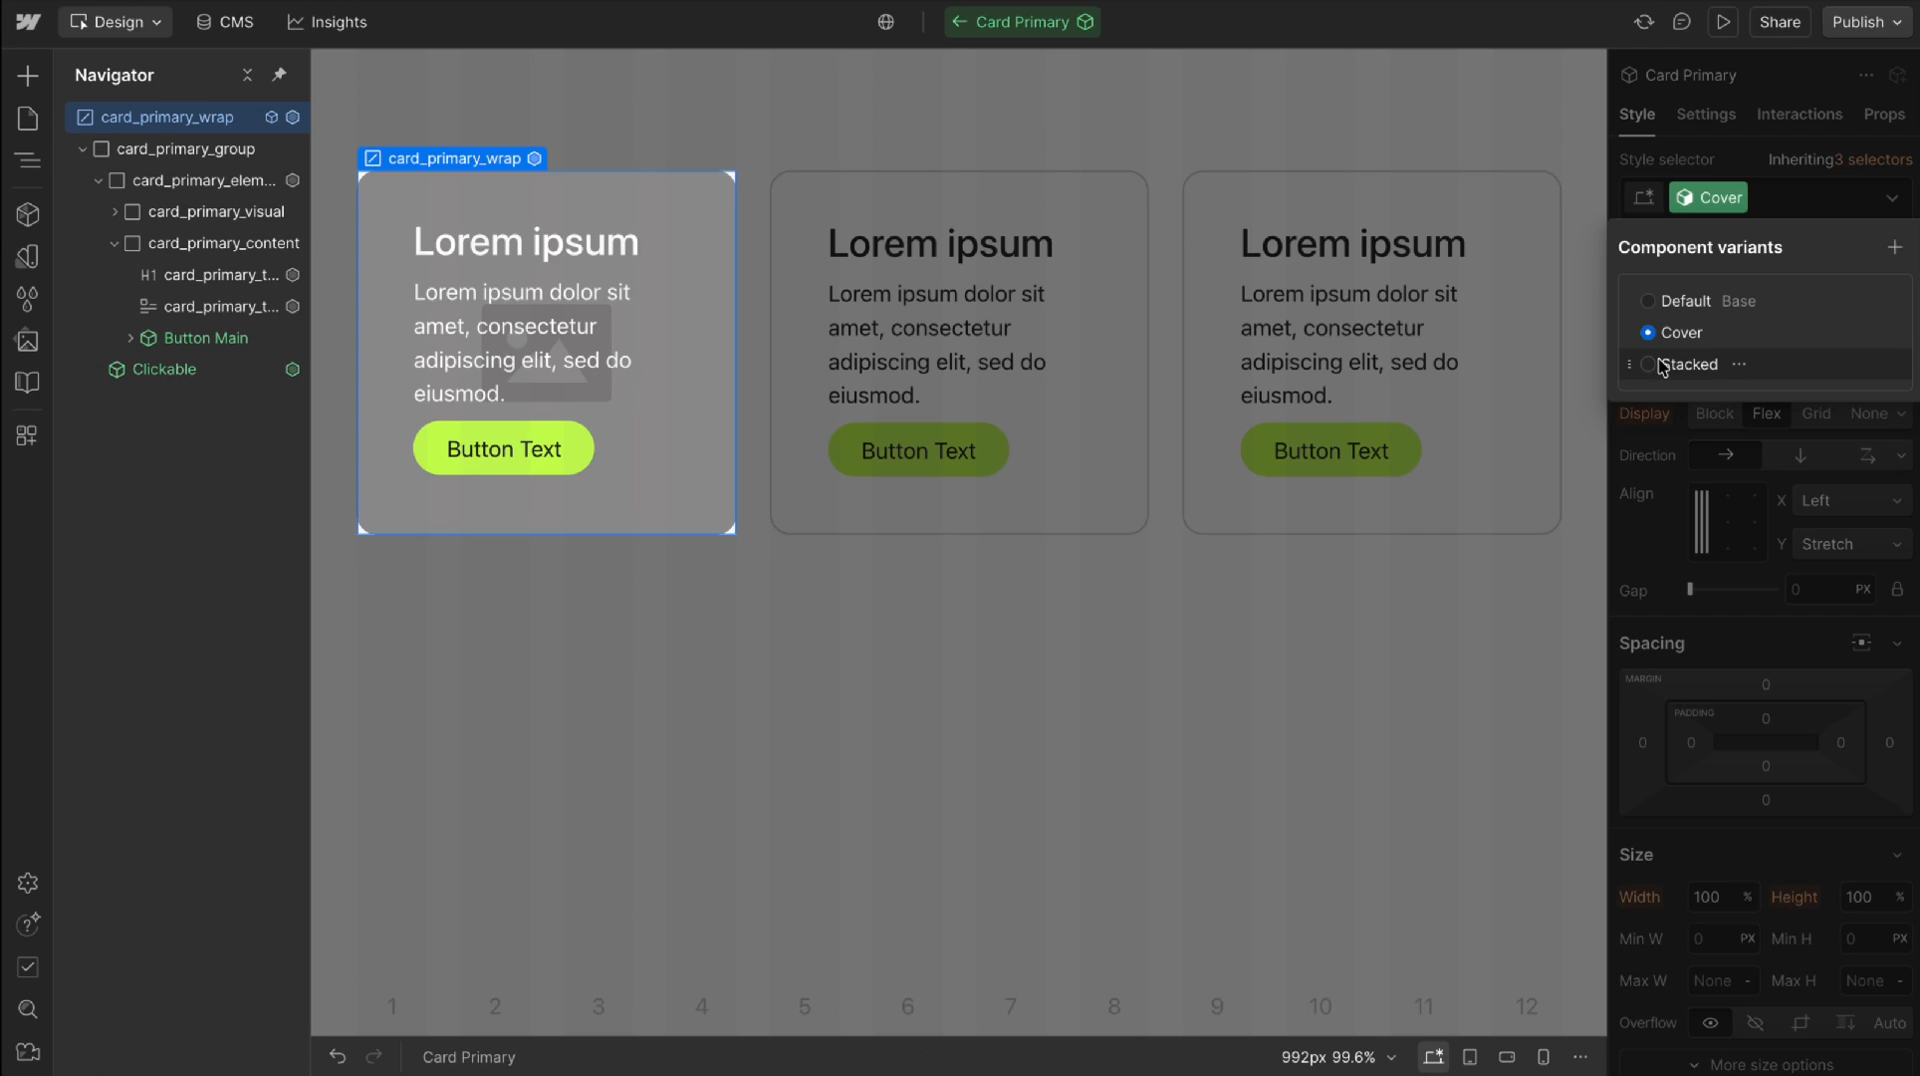 Design
CMS
Insights
Card Primary
Share
Publish
Navigator
card_primary_wrap
card_primary_group
card_primary_elem...
card_primary_visual
card_primary_content
H1 card_primary_t...
card_primary_t...
Button Main
Clickable
card_primary_wrap
Lorem ipsum
Lorem ipsum dolor sit
amet, consectetur
adipiscing elit, sed do
eiusmod.
Button Text
Lorem ipsum
Lorem ipsum dolor sit
amet, consectetur
adipiscing elit, sed do
eiusmod.
Button Text
Lorem ipsum
Lorem ipsum dolor sit
amet, consectetur
adipiscing elit, sed do
eiusmod.
Button Text
1 2 3 4 5 6 7 8 9 10 11 12
Card Primary
992px 99.6%
Card Primary
Style Settings Interactions Props
Style selector Inheriting 3 selectors
Cover
Component variants
Default Base
Cover
Stacked
Display Block Flex Grid None
Direction
Align X Left
Y Stretch
Gap 0 PX
Spacing
MARGIN 0
PADDING 0
0 0 0 0
0
0
Size
Width 100 % Height 100 %
Min W 0 PX Min H 0 PX
Max W None - Max H None -
Overflow Auto
More size options